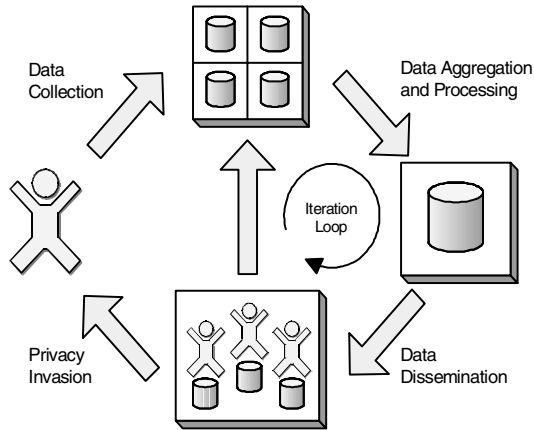 Data
Collection
Data Aggregation
and Processing
Iteration
Loop
Privacy
Invasion
Data
Dissemination